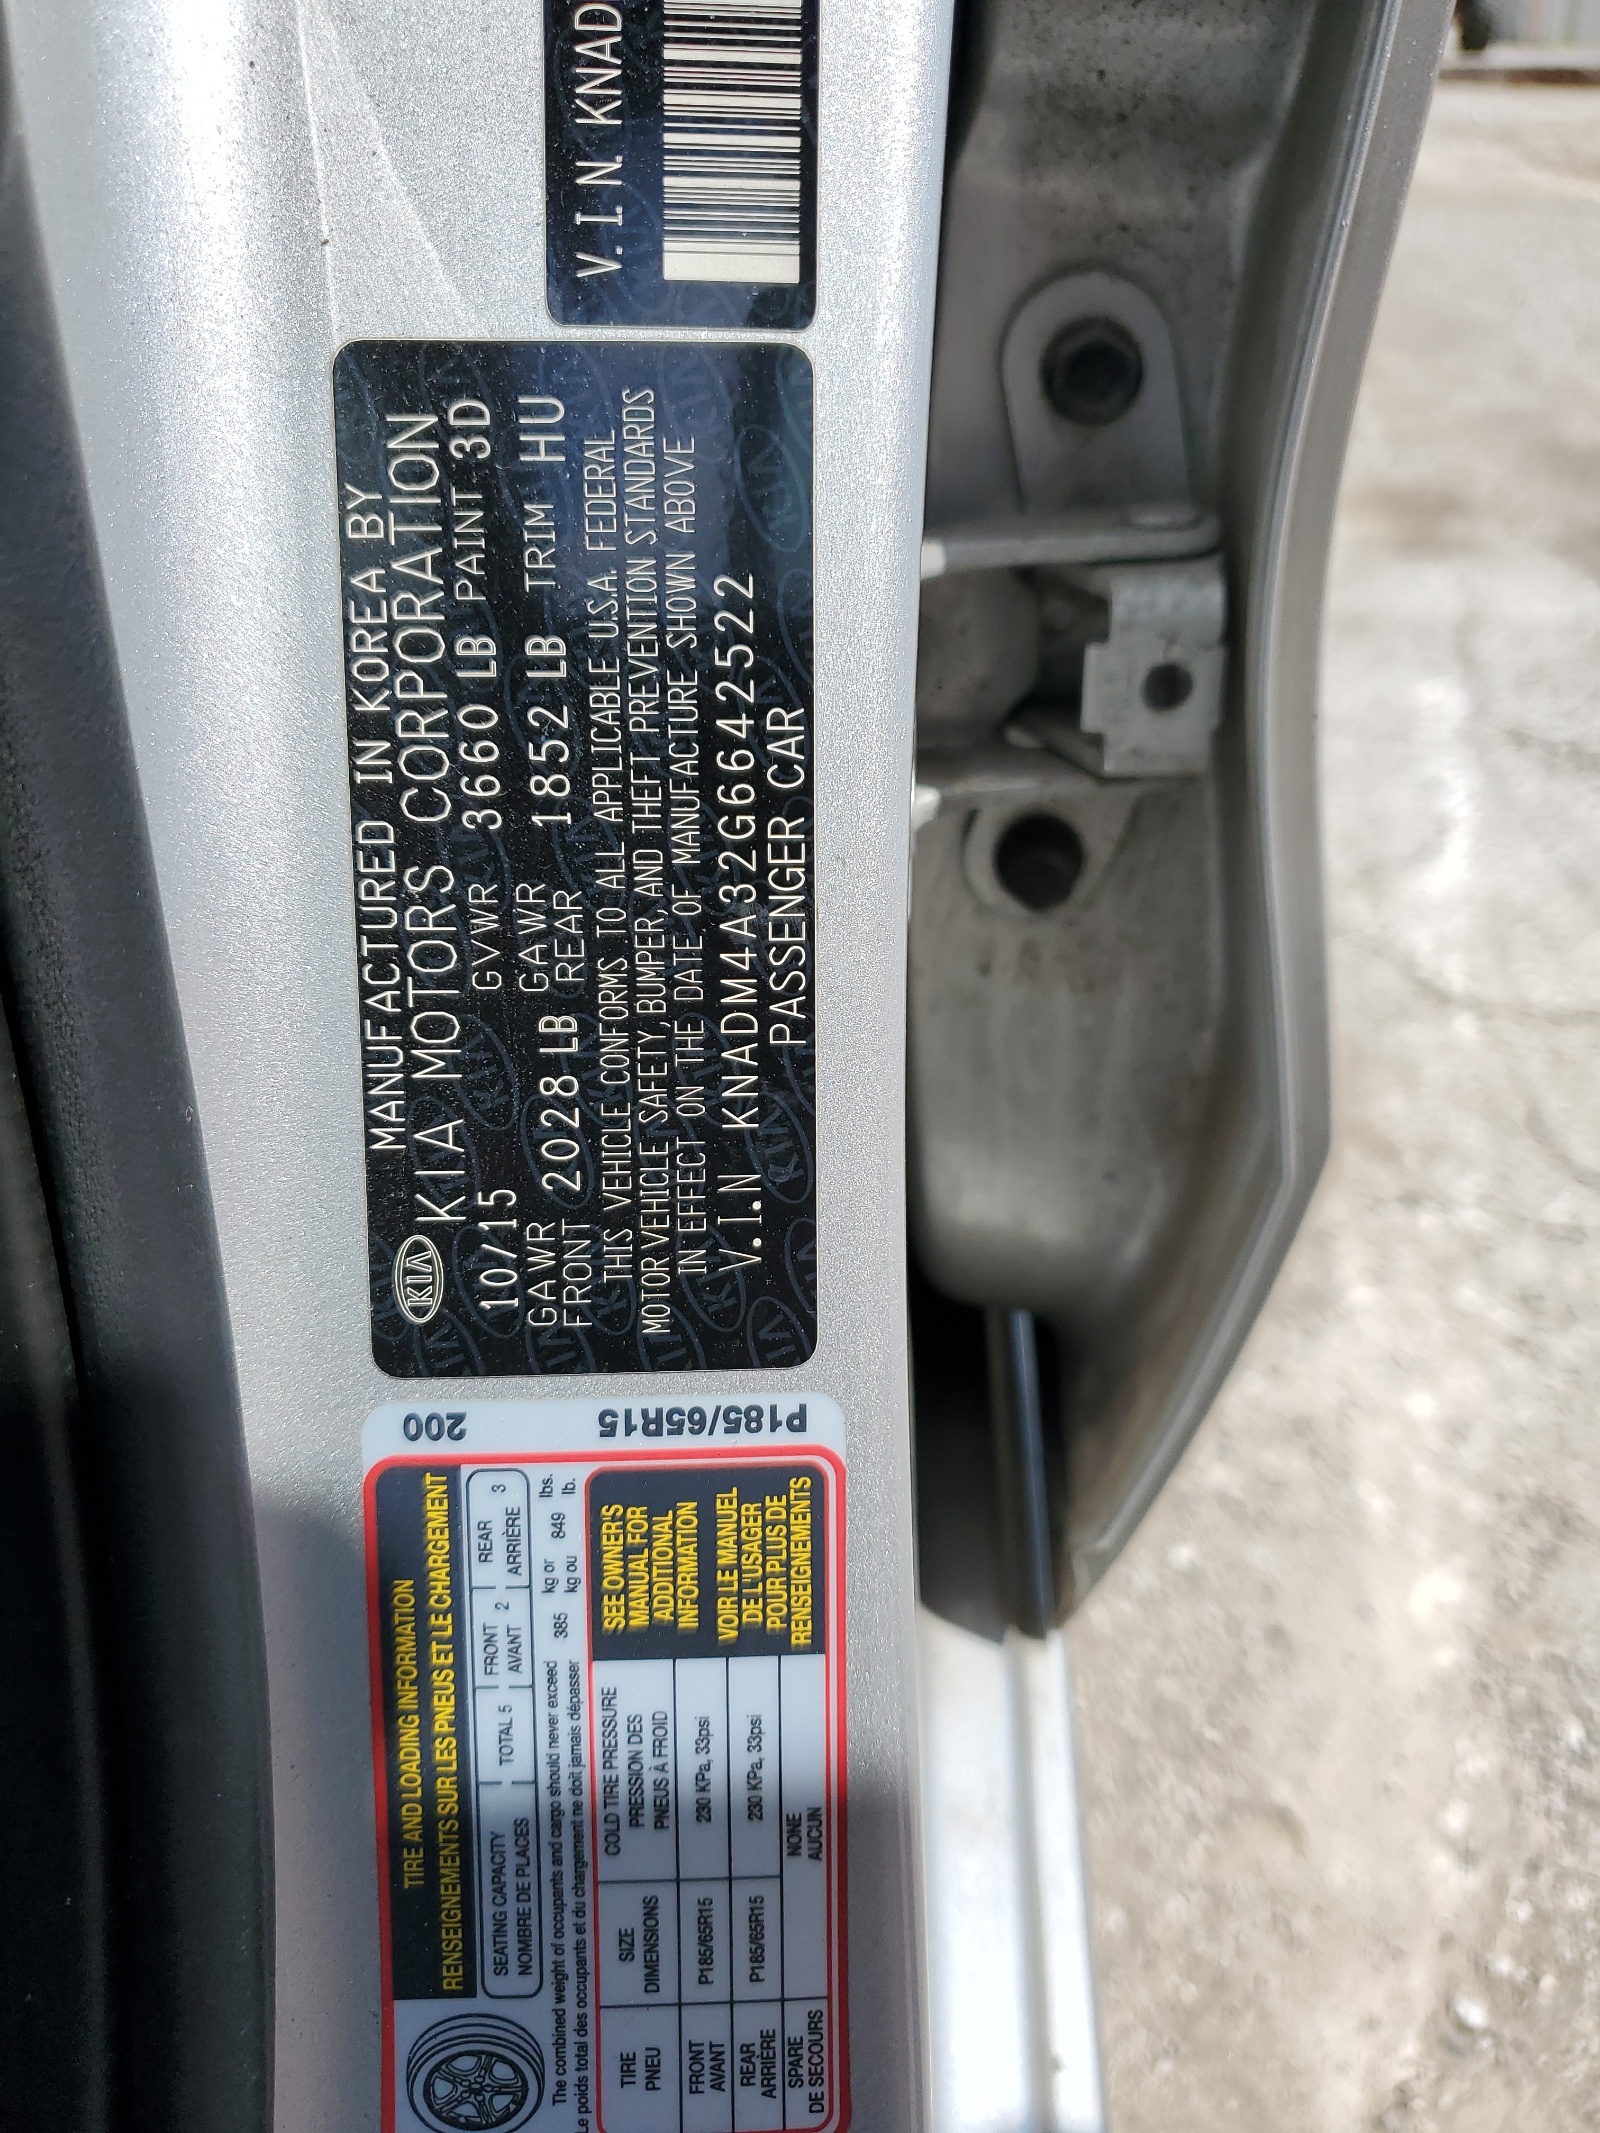 V.I.N. KNAD
MANUFACTURED IN KOREA BY
KIA KIA MOTORS CORPORATION
10/15 GVWR 3660 LB PAINT 3D
GAWR FRONT 2028 LB GAWR REAR 1852 LB TRIM HU
THIS VEHICLE CONFORMS TO ALL APPLICABLE U.S.A. FEDERAL
MOTOR VEHICLE SAFETY, BUMPER, AND THEFT PREVENTION STANDARDS
IN EFFECT ON THE DATE OF MANUFACTURE SHOWN ABOVE
V.I.N KNADM4A32G6642522
PASSENGER CAR
200
P185/65R15
TIRE AND LOADING INFORMATION
RENSEIGNEMENTS SUR LES PNEUS ET LE CHARGEMENT
SEATING CAPACITY
NOMBRE DE PLACES
TOTAL 5
FRONT
AVANT 2
REAR
ARRIÈRE 3
The combined weight of occupants and cargo should never exceed 385 kg or 849 lbs.
Le poids total des occupants et du chargement ne doit jamais dépasser kg ou lb.
TIRE
PNEU
SIZE
DIMENSIONS
COLD TIRE PRESSURE
PRESSION DES
PNEUS À FROID
FRONT
AVANT
P185/65R15
230 KPa, 33psi
REAR
ARRIÈRE
P185/65R15
230 KPa, 33psi
SPARE
DE SECOURS
NONE
AUCUN
SEE OWNER'S
MANUAL FOR
ADDITIONAL
INFORMATION
VOIR LE MANUEL
DE L'USAGER
POUR PLUS DE
RENSEIGNEMENTS